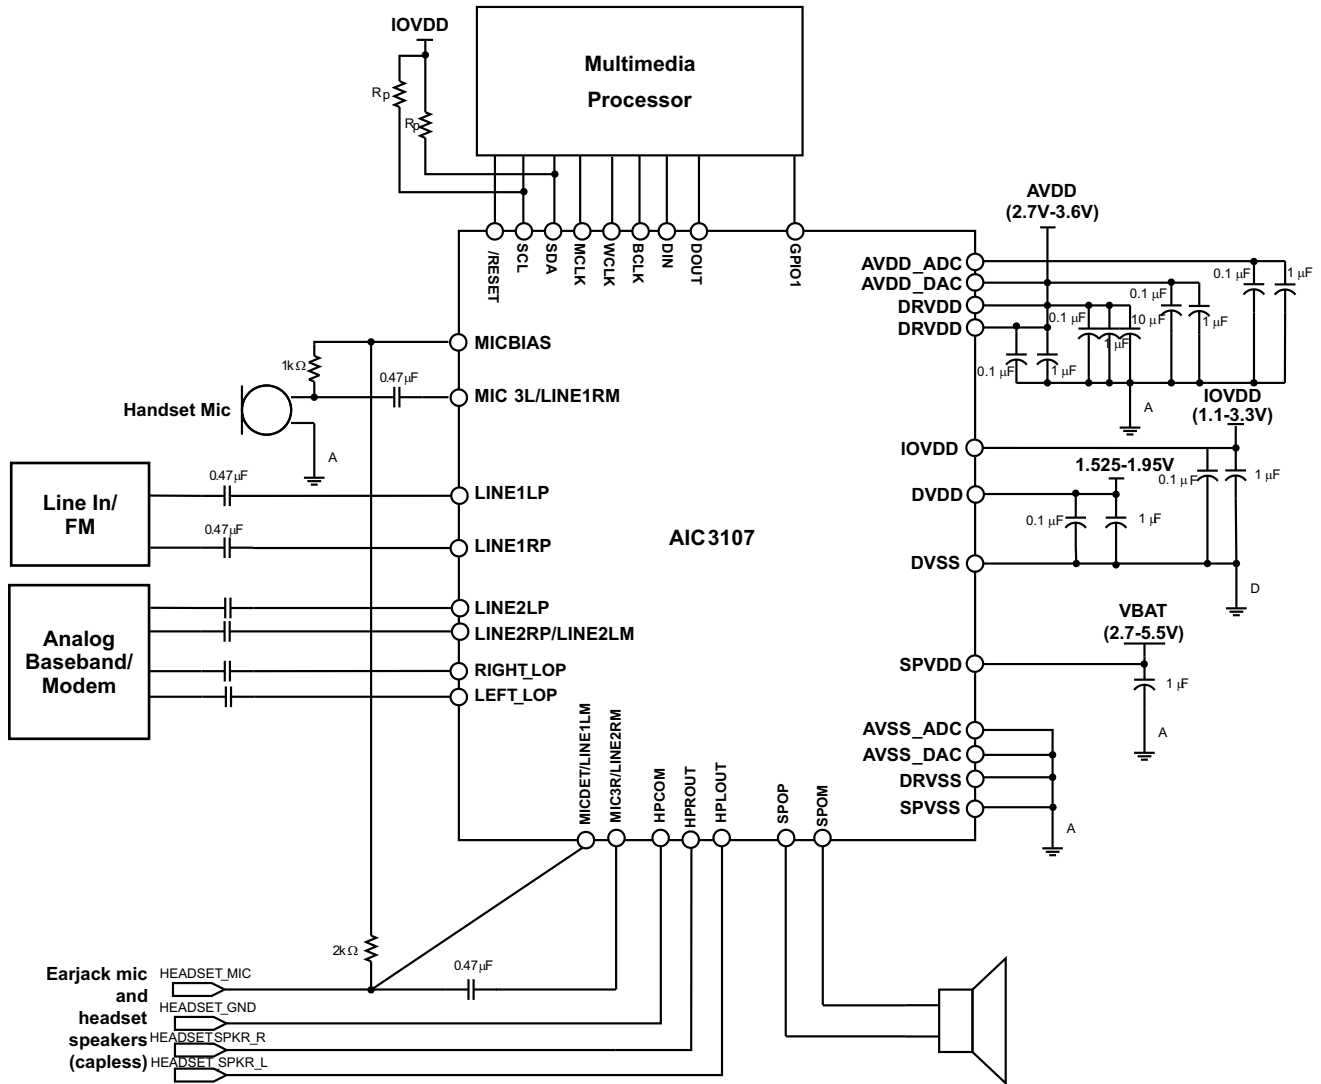 IOVDD
Multimedia
Processor
Rp
Rp
/RESET
SCL
SDA
MCLK
WCLK
BCLK
DIN
DOUT
GPIO1
AVDD
(2.7V-3.6V)
AVDD_ADC
AVDD_DAC
DRVDD
DRVDD
0.1 µF
1 µF
0.1 µF
1 µF
0.1 µF
10 µF
1 µF
0.1 µF
1 µF
A
MICBIAS
1kΩ
0.47µF
MIC 3L/LINE1RM
Handset Mic
A
IOVDD
(1.1-3.3V)
IOVDD
1.525-1.95V
0.1 µF
1 µF
DVDD
0.1 µF
1 µF
DVSS
D
Line In/
FM
0.47µF
LINE1LP
0.47µF
LINE1RP
AIC3107
Analog
Baseband/
Modem
LINE2LP
LINE2RP/LINE2LM
RIGHT_LOP
LEFT_LOP
VBAT
(2.7-5.5V)
SPVDD
1 µF
A
AVSS_ADC
AVSS_DAC
DRVSS
SPVSS
A
MICDET/LINE1LM
MIC3R/LINE2RM
HPCOM
HPROUT
HPLOUT
SPOP
SPOM
2kΩ
0.47µF
Earjack mic
and
headset
speakers
(capless)
HEADSET_MIC
HEADSET_GND
HEADSETSPKR_R
HEADSET SPKR_L